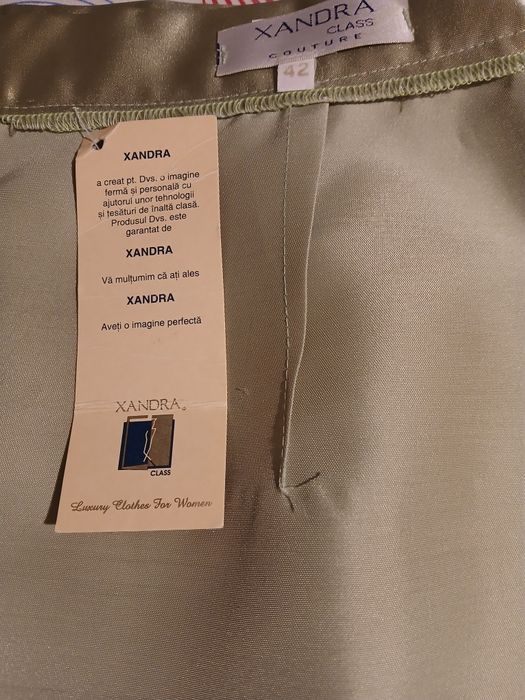 XANDRA
CLASS
COUTURE
42
XANDRA
a creat pt. Dvs. o imagine
fermă și personală cu
ajutorul unor tehnologii
și țesături de înaltă clasă.
Produsul Dvs. este
garantat de
XANDRA
Vă mulțumim că ați ales
XANDRA
Aveți o imagine perfectă
XANDRA
CLASS
Luxury Clothes For Women